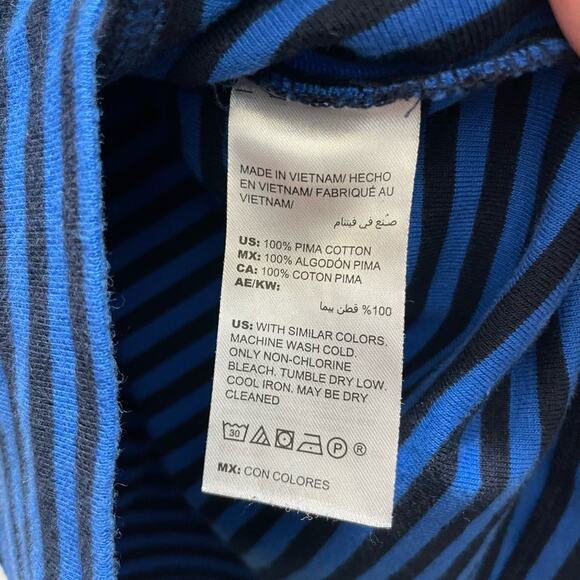 MADE IN VIETNAM/ HECHO
EN VIETNAM/ FABRIQUÉ AU
VIETNAM/
صنع في فيتنام
US: 100% PIMA COTTON
MX: 100% ALGODÓN PIMA
CA: 100% COTON PIMA
AE/KW:
100% قطن بيما
US: WITH SIMILAR COLORS,
MACHINE WASH COLD.
ONLY NON-CHLORINE
BLEACH. TUMBLE DRY LOW.
COOL IRON. MAY BE DRY
CLEANED
30 P ®
MX: CON COLORES